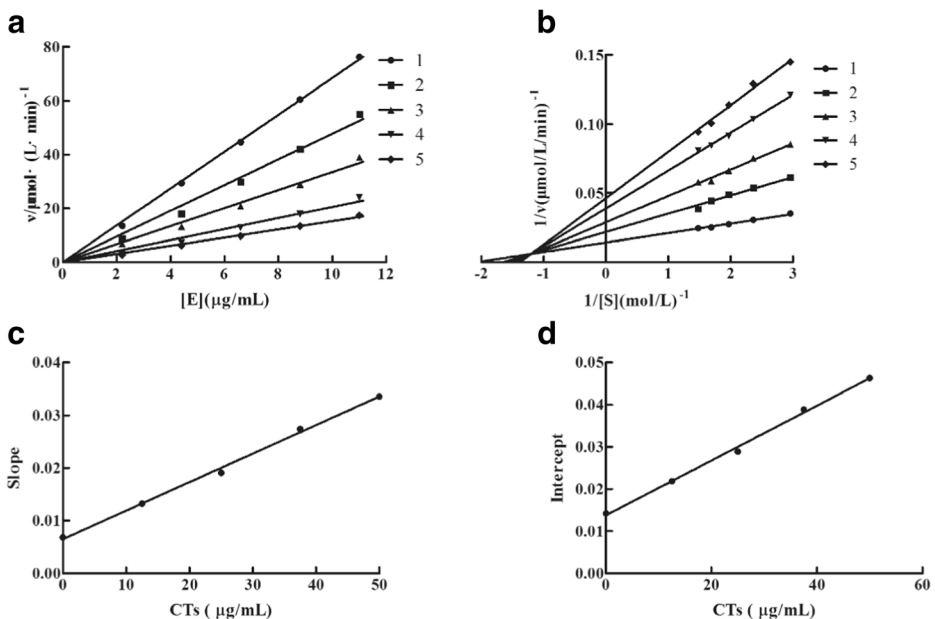 a
80
60
40
20
0
v/μmol· (L· min)⁻¹
0 2 4 6 8 10 12
[E](μg/mL)
1
2
3
4
5
b
0.15
0.10
0.05
1/v(μmol/L/min)⁻¹
-2 -1 0 1 2 3
1/[S](mol/L)⁻¹
1
2
3
4
5
c
0.04
0.03
0.02
0.01
0.00
Slope
0 10 20 30 40 50
CTs ( μg/mL)
d
0.05
0.04
0.03
0.02
0.01
0.00
Intercept
0 20 40 60
CTs ( μg/mL)